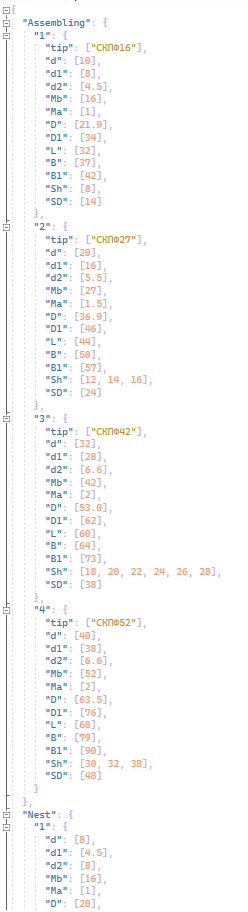 {
"Assembling": {
"1": {
"tip": ["СКПФ16"],
"d": [10],
"d1": [8],
"d2": [4.5],
"Mb": [16],
"Ma": [1],
"D": [21.9],
"D1": [34],
"L": [32],
"B": [37],
"B1": [42],
"Sh": [8],
"SD": [14]
},
"2": {
"tip": ["СКПФ27"],
"d": [20],
"d1": [16],
"d2": [5.5],
"Mb": [27],
"Ma": [1.5],
"D": [36.9],
"D1": [46],
"L": [44],
"B": [50],
"B1": [57],
"Sh": [12, 14, 16],
"SD": [24]
},
"3": {
"tip": ["СКПФ42"],
"d": [32],
"d1": [28],
"d2": [6.6],
"Mb": [42],
"Ma": [2],
"D": [53.0],
"D1": [62],
"L": [60],
"B": [64],
"B1": [73],
"Sh": [18, 20, 22, 24, 26, 28],
"SD": [38]
},
"4": {
"tip": ["СКПФ52"],
"d": [40],
"d1": [38],
"d2": [6.6],
"Mb": [52],
"Ma": [2],
"D": [63.5],
"D1": [76],
"L": [68],
"B": [79],
"B1": [90],
"Sh": [30, 32, 38],
"SD": [48]
}
},
"Nest": {
"1": {
"d": [8],
"d1": [4.5],
"d2": [8],
"Mb": [16],
"Ma": [1],
"D": [20],